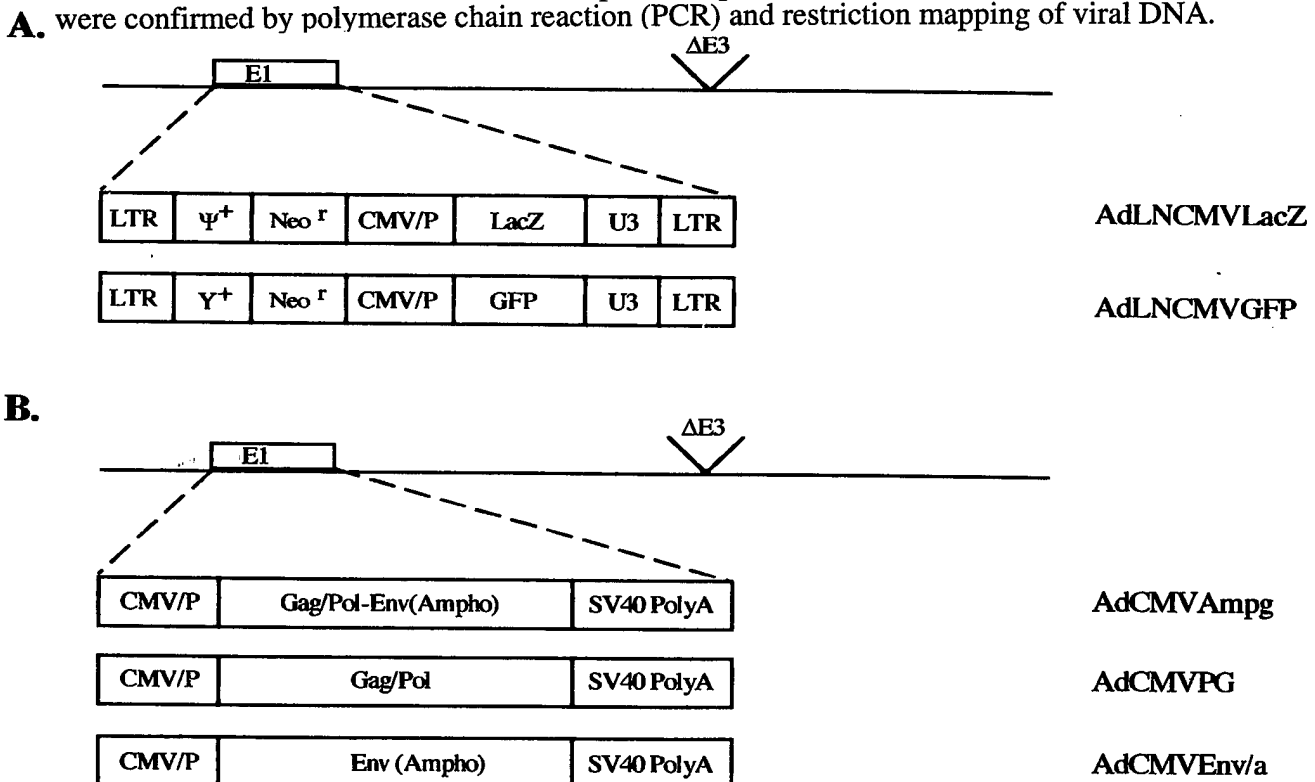 were confirmed by polymerase chain reaction (PCR) and restriction mapping of viral DNA.
A.
ΔE3
E1
LTR Ψ+ Neo r CMV/P LacZ U3 LTR AdLNCMVLacZ
LTR Y+ Neo r CMV/P GFP U3 LTR AdLNCMVGFP
B.
ΔE3
E1
CMV/P Gag/Pol-Env(Ampho) SV40 PolyA AdCMVAmpg
CMV/P Gag/Pol SV40 PolyA AdCMVPG
CMV/P Env (Ampho) SV40 PolyA AdCMVEnv/a